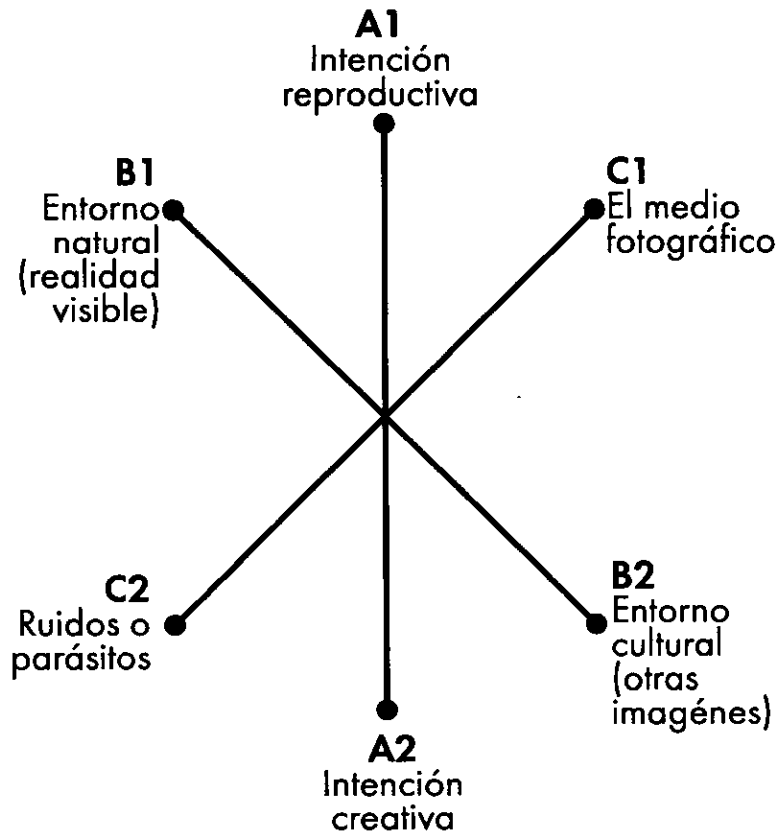 A1
Intención
reproductiva
B1
Entorno
natural
(realidad
visible)
C1
El medio
fotográfico
C2
Ruidos o
parásitos
B2
Entorno
cultural
(otras
imagénes)
A2
Intención
creativa